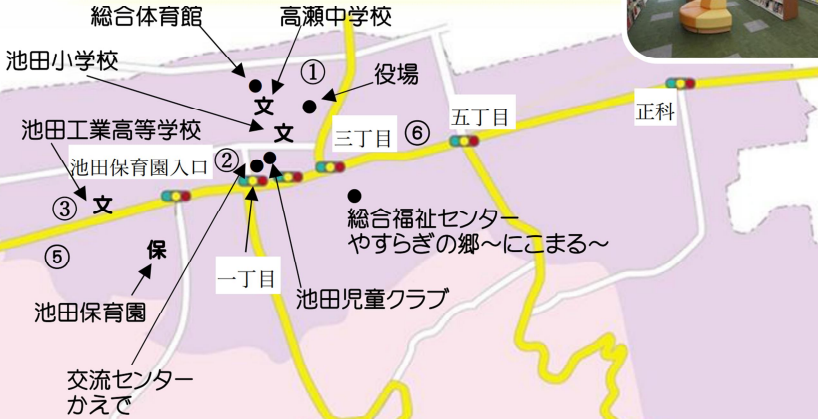 総合体育館
高瀬中学校
池田小学校
①
役場
文
文
池田工業高等学校
三丁目
⑥
五丁目
正科
池田保育園入口
②
③
文
総合福祉センター
やすらぎの郷～にこまる～
⑤
保
一丁目
池田児童クラブ
池田保育園
交流センター
かえで